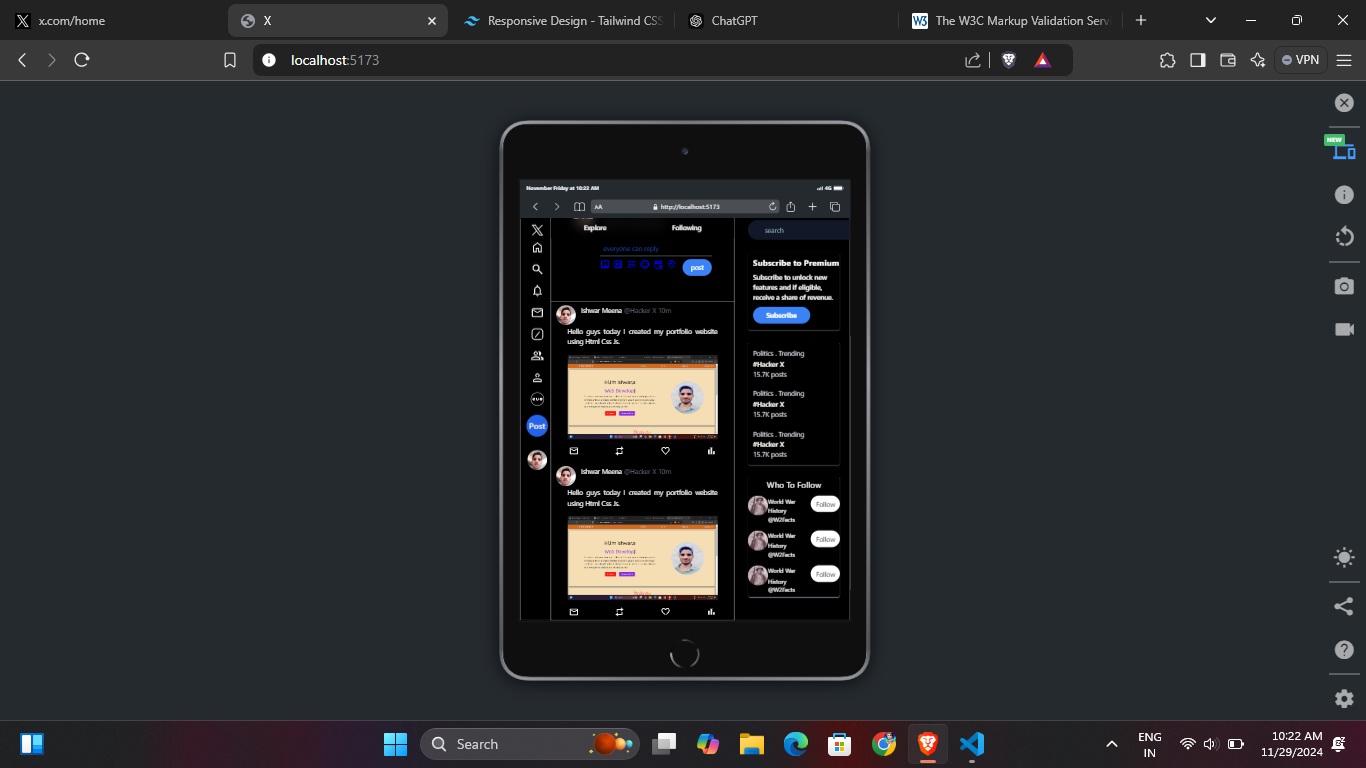 x.com/home
X
Responsive Design - Tailwind CSS
ChatGPT
W3 The W3C Markup Validation Serv
localhost:5173
VPN
NEW
November Friday at 10:22 AM
4G
AA
http://localhost:5173
Explore
Following
search
everyone can reply
post
Subscribe to Premium
Subscribe to unlock new
features and if eligible,
receive a share of revenue.
Subscribe
Post
Ishwar Meena @Hacker X 10m
Hello guys today I created my portfolio website
using Html Css Js.
Web Develop
Ishwar Meena @Hacker X 10m
Hello guys today I created my portfolio website
using Html Css Js.
Web Develop
Politics . Trending
#Hacker X
15.7K posts
Politics . Trending
#Hacker X
15.7K posts
Politics . Trending
#Hacker X
15.7K posts
Who To Follow
World War
History
@W2Facts
Follow
World War
History
@W2Facts
Follow
World War
History
@W2Facts
Follow
Search
ENG
IN
10:22 AM
11/29/2024